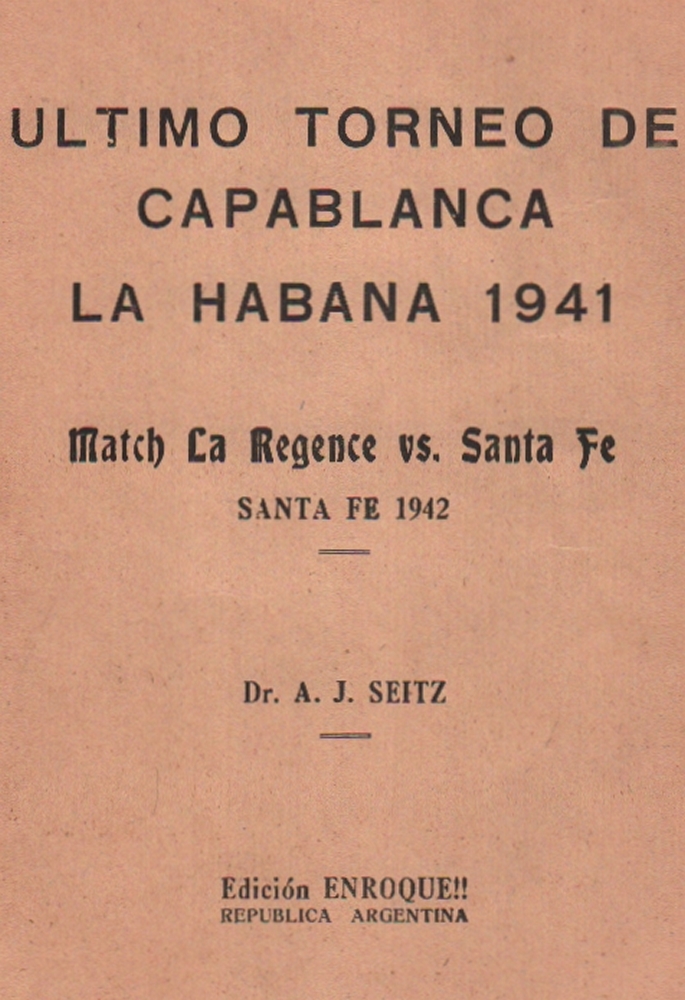 ULTIMO TORNEO DE
CAPABLANCA
LA HABANA 1941
Match La Regence vs. Santa Fe
SANTA FE 1942
Dr. A. J. SEITZ
Edición ENROQUE!!
REPUBLICA ARGENTINA